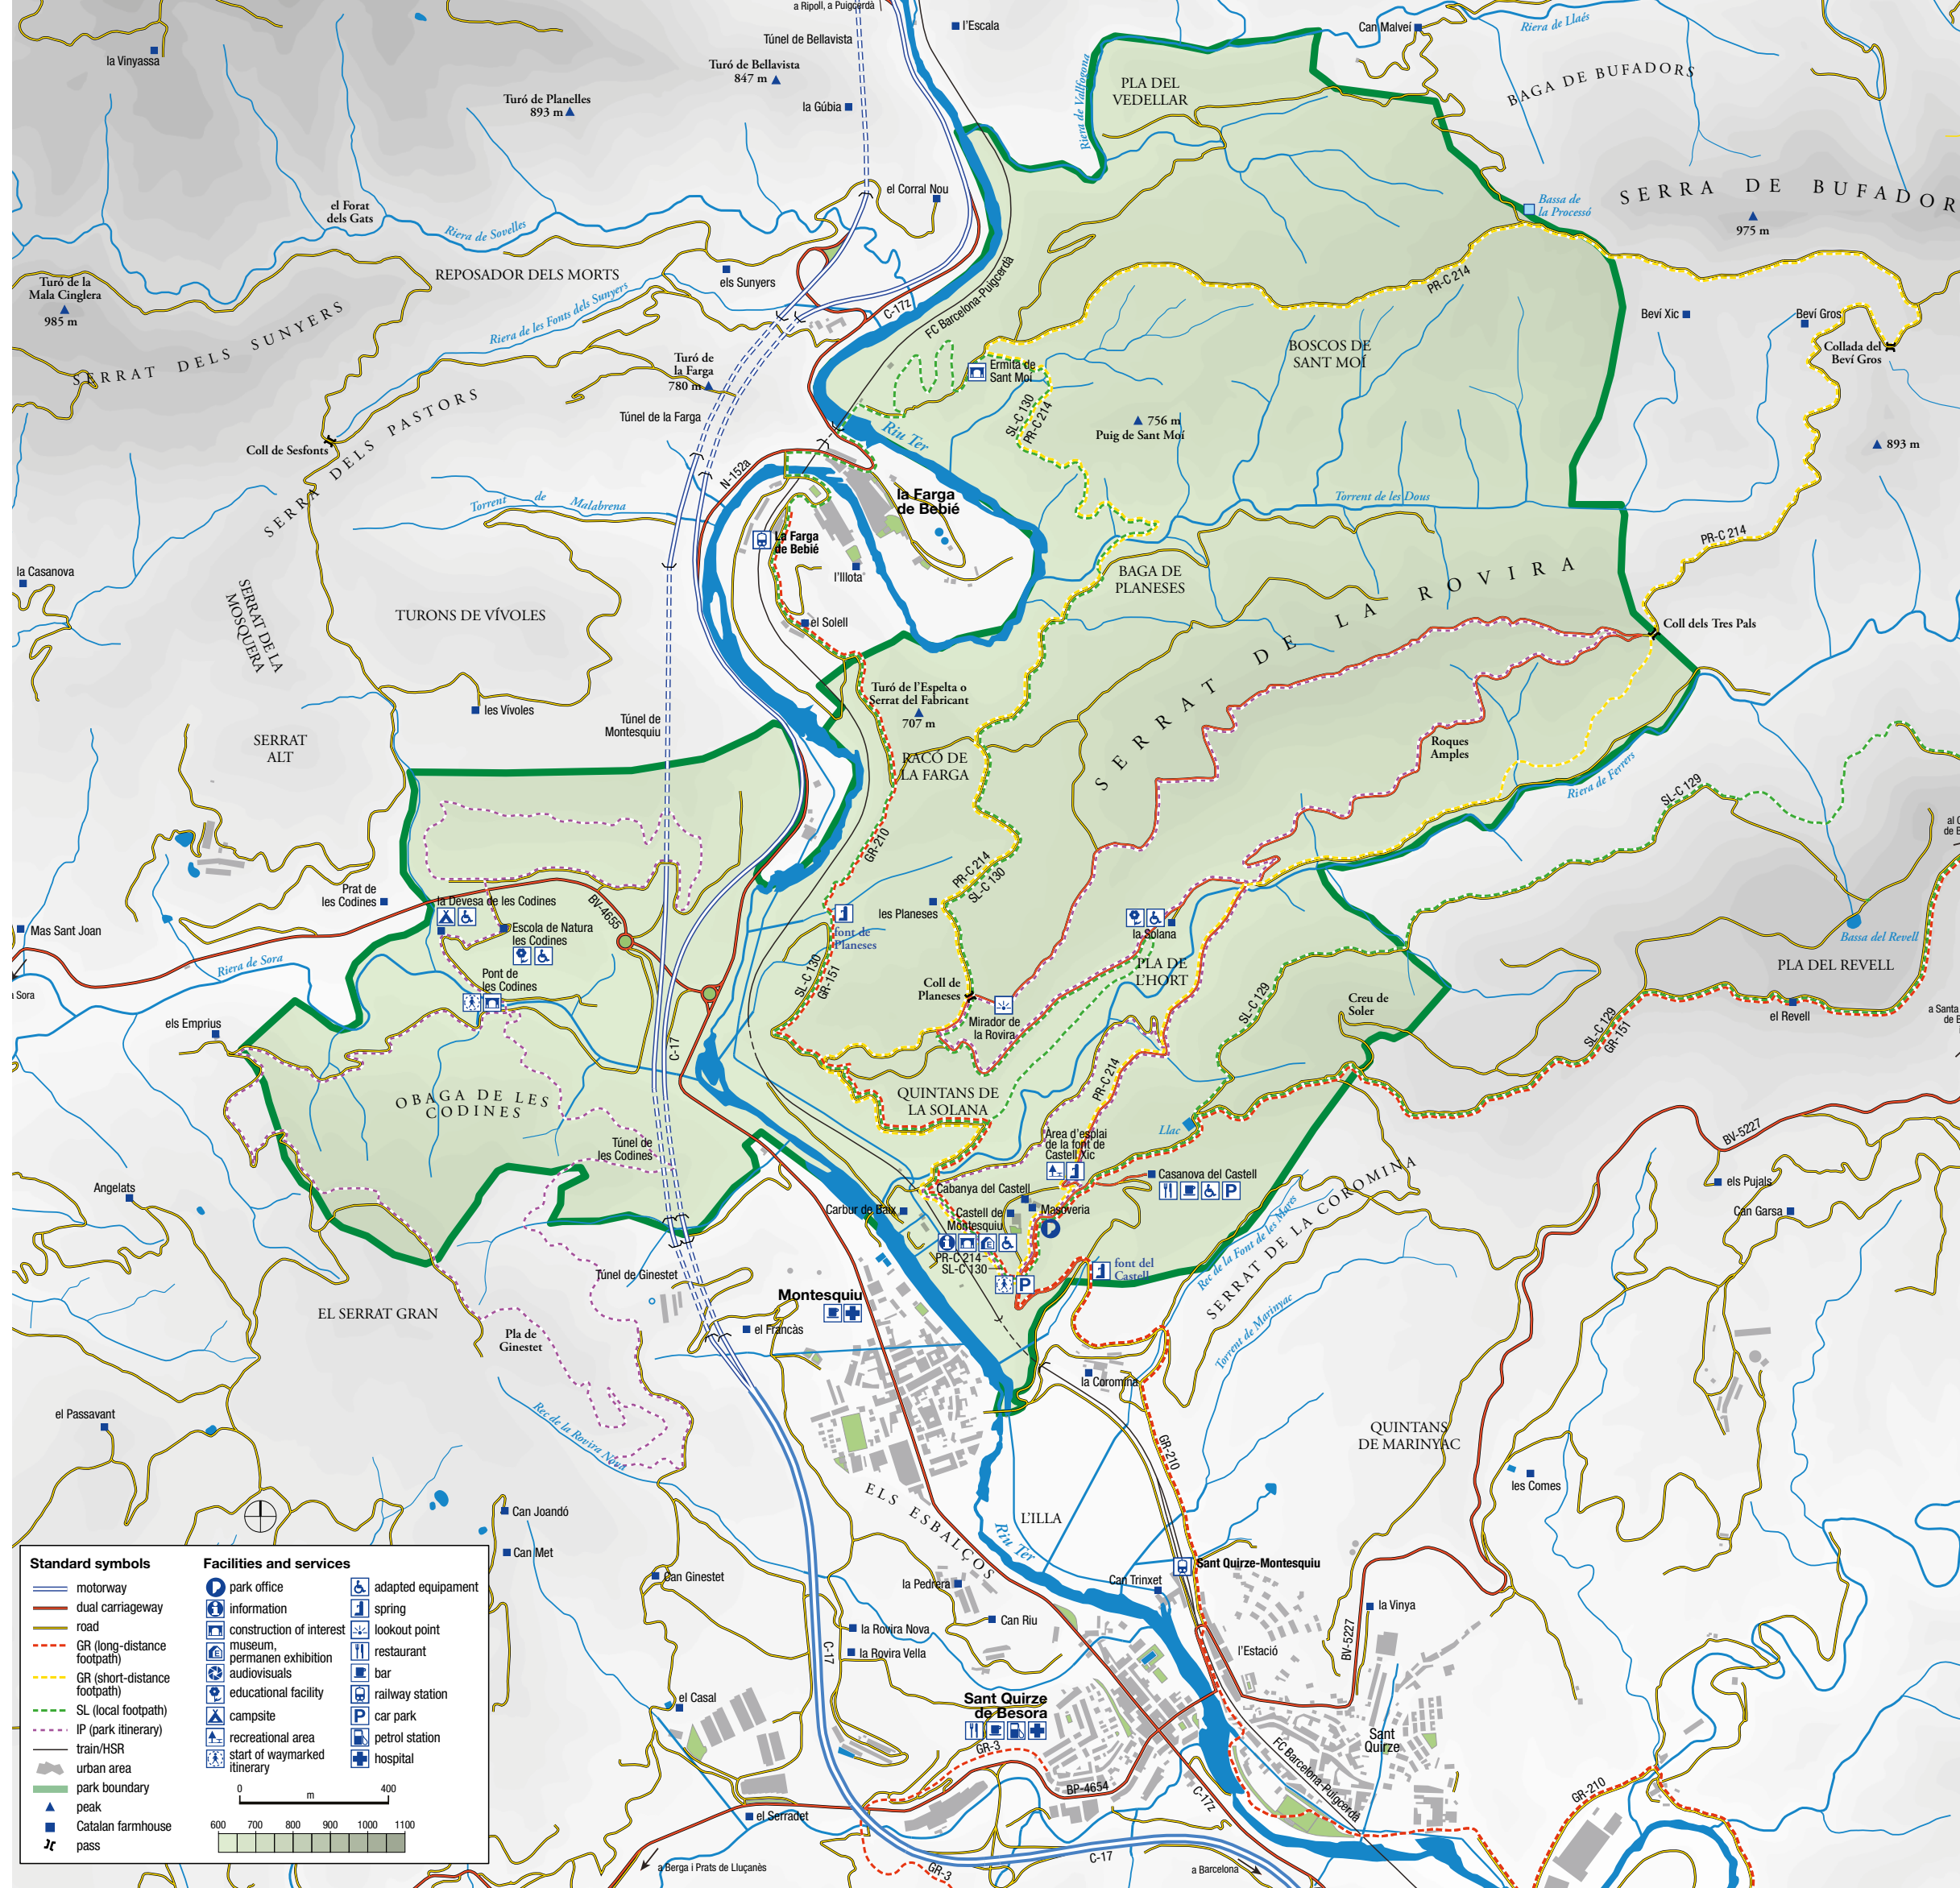 a Ripoll, a Puigcerdà
l'Escala
Can Malveí
Riera de Llaés
la Vinyassa
Túnel de Bellavista
Turó de Bellavista
847 m
Turó de Planelles
893 m
la Gúbia
Riera de Vallfogona
PLA DEL
VEDELLAR
BAGA DE BUFADORS
SERRA DE BUFADOR
975 m
el Corral Nou
el Forat
dels Gats
Riera de Sovelles
Bassa de
la Processó
Turó de la
Mala Cinglera
985 m
REPOSADOR DELS MORTS
els Sunyers
Riera de les Fonts dels Sunyers
C-17z
FC Barcelona-Puigcerdà
PR-C 214
SERRAT DELS SUNYERS
Beví Xic
Beví Gros
Collada del
Beví Gros
BOSCOS DE
SANT MOÍ
Turó de
la Farga
780 m
Ermita de
Sant Moí
SERRA DELS PASTORS
Túnel de la Farga
SL-C 130
PR-C 214
756 m
Puig de Sant Moí
893 m
Coll de Sesfonts
Riu Ter
N-152a
la Farga
de Bebié
Torrent de Malabrena
Torrent de les Dous
La Farga
de Bebié
PR-C 214
la Casanova
l'Illota
BAGA DE
PLANESES
SERRAT DE LA
MOSQUERA
TURONS DE VÍVOLES
el Solell
SERRAT DE LA ROVIRA
Coll dels Tres Pals
les Vívoles
Túnel de
Montesquiu
Turó de l'Espelta o
Serrat del Fabricant
707 m
SERRAT
ALT
RACÓ DE
LA FARGA
Roques
Amples
Riera de Ferrers
SL-C 129
GR-210
PR-C 214
SL-C 130
al C
de B
Prat de
les Codines
la Devesa de les Codines
BV-4655
les Planeses
Mas Sant Joan
Escola de Natura
les Codines
font de
Planeses
la Solana
Bassa del Revell
Riera de Sora
a Sora
Pont de
les Codines
SL-C 130
GR-151
Coll de
Planeses
PLA DE
L'HORT
PLA DEL REVELL
SL-C 129
Creu de
Soler
els Emprius
Mirador de
la Rovira
el Revell
a Santa
de B
C-17
SL-C 129
GR-151
OBAGA DE LES
CODINES
QUINTANS DE
LA SOLANA
PR-C 214
Llac
BV-5227
Túnel de
les Codines
Àrea d'esplai
de la font de
Castell Xic
Angelats
Cabanya del Castell
Casanova del Castell
els Pujals
Carbur de Baix
Castell de
Montesquiu
Masoveria
Can Garsa
PR-C 214
SL-C 130
font del
Castell
Rec de la Font de les Mares
SERRAT DE LA COROMINA
Túnel de Ginestet
Montesquiu
EL SERRAT GRAN
Pla de
Ginestet
el Francàs
Torrent de Marinyac
la Coromina
el Passavant
Rec de la Rovira Nova
QUINTANS
DE MARINYAC
GR-210
les Comes
ELS ESBALÇOS
Can Joandó
L'ILLA
Riu Ter
Can Met
Sant Quirze-Montesquiu
Can Ginestet
la Pedrera
Can Trinxet
Can Riu
la Vinya
la Rovira Nova
la Rovira Vella
C-17
l'Estació
BV-5227
el Casal
Sant Quirze
de Besora
Sant
Quirze
GR-3
BP-4654
C-17z
FC Barcelona-Puigcerdà
GR-210
el Serradet
a Berga i Prats de Lluçanès
GR-3
C-17
a Barcelona
Standard symbols
motorway
dual carriageway
road
GR (long-distance
footpath)
GR (short-distance
footpath)
SL (local footpath)
IP (park itinerary)
train/HSR
urban area
park boundary
peak
Catalan farmhouse
pass
Facilities and services
park office
information
construction of interest
museum,
permanen exhibition
audiovisuals
educational facility
campsite
recreational area
start of waymarked
itinerary
adapted equipament
spring
lookout point
restaurant
bar
railway station
car park
petrol station
hospital
0 m 400
600 700 800 900 1000 1100